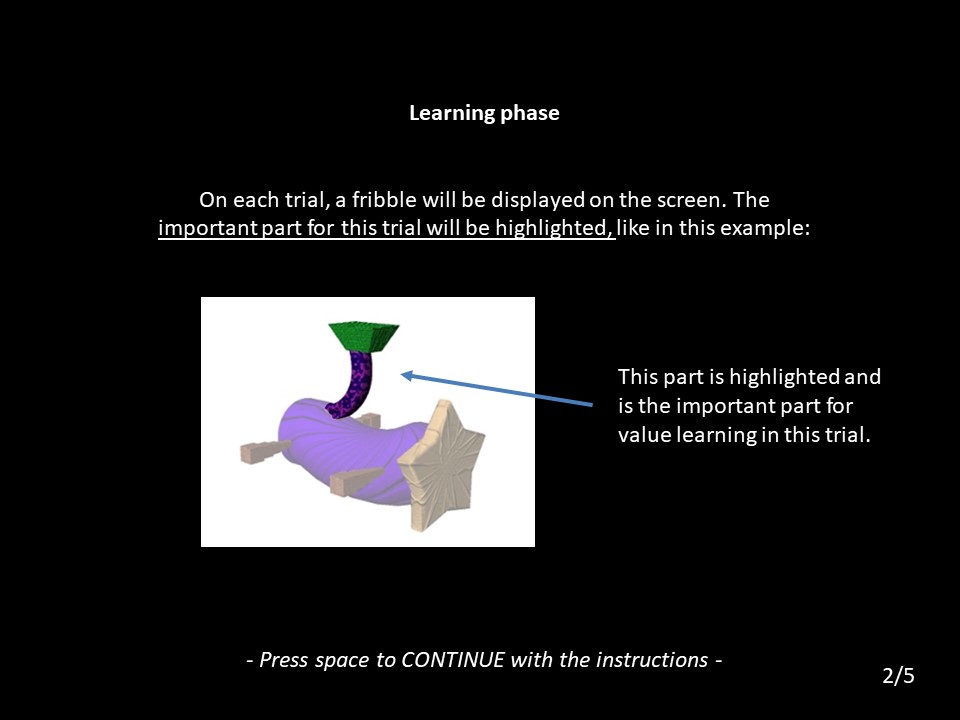 Learning phase
On each trial, a fribble will be displayed on the screen. The
important part for this trial will be highlighted, like in this example:
This part is highlighted and
is the important part for
value learning in this trial.
- Press space to CONTINUE with the instructions -
2/5